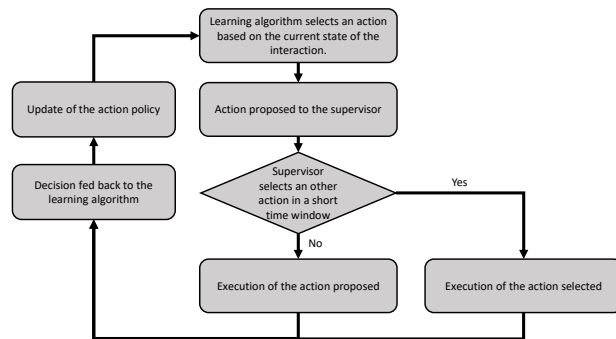 Learning algorithm selects an action
based on the current state of the
interaction.
Update of the action policy
Action proposed to the supervisor
Supervisor
selects an other
action in a short
time window
Yes
Decision fed back to the
learning algorithm
No
Execution of the action proposed
Execution of the action selected